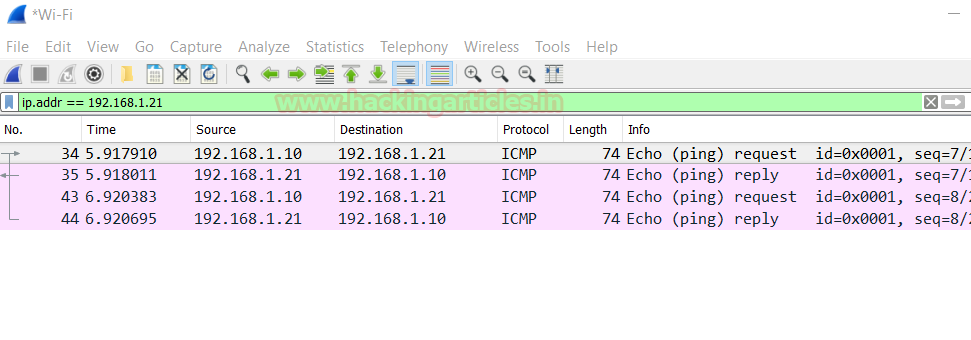 *Wi-Fi
File Edit View Go Capture Analyze Statistics Telephony Wireless Tools Help
www.hackingarticles.in
ip.addr == 192.168.1.21
No. Time Source Destination Protocol Length Info
34 5.917910 192.168.1.10 192.168.1.21 ICMP 74 Echo (ping) request id=0x0001, seq=7/1
35 5.918011 192.168.1.21 192.168.1.10 ICMP 74 Echo (ping) reply id=0x0001, seq=7/1
43 6.920383 192.168.1.10 192.168.1.21 ICMP 74 Echo (ping) request id=0x0001, seq=8/2
44 6.920695 192.168.1.21 192.168.1.10 ICMP 74 Echo (ping) reply id=0x0001, seq=8/2